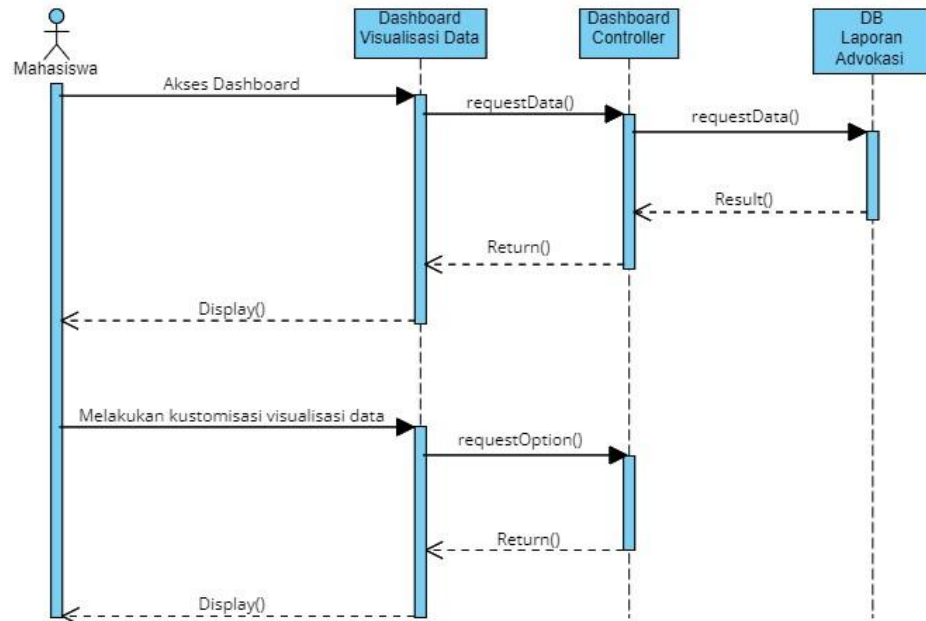 Mahasiswa
Dashboard
Visualisasi Data
Dashboard
Controller
DB
Laporan
Advokasi
Akses Dashboard
requestData()
requestData()
Result()
Return()
Display()
Melakukan kustomisasi visualisasi data
requestOption()
Return()
Display()